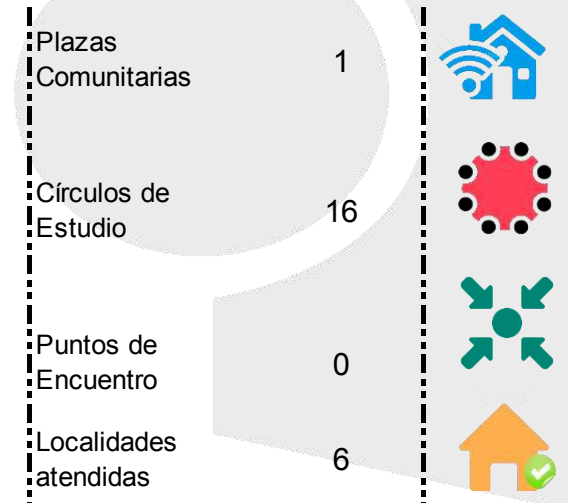 Plazas
Comunitarias
1
Círculos de
Estudio
16
Puntos de
Encuentro
0
Localidades
atendidas
6